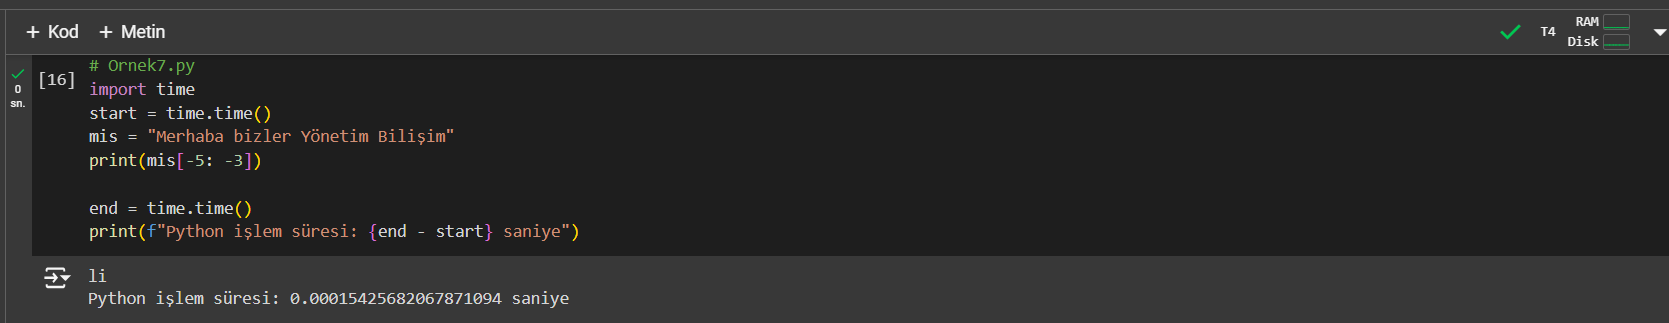 + Kod + Metin
T4
RAM
Disk
0
sn.
[16]
# Ornek7.py
import time
start = time.time()
mis = "Merhaba bizler Yönetim Bilişim"
print(mis[-5: -3])
end = time.time()
print(f"Python işlem süresi: {end - start} saniye")
li
Python işlem süresi: 0.00015425682067871094 saniye